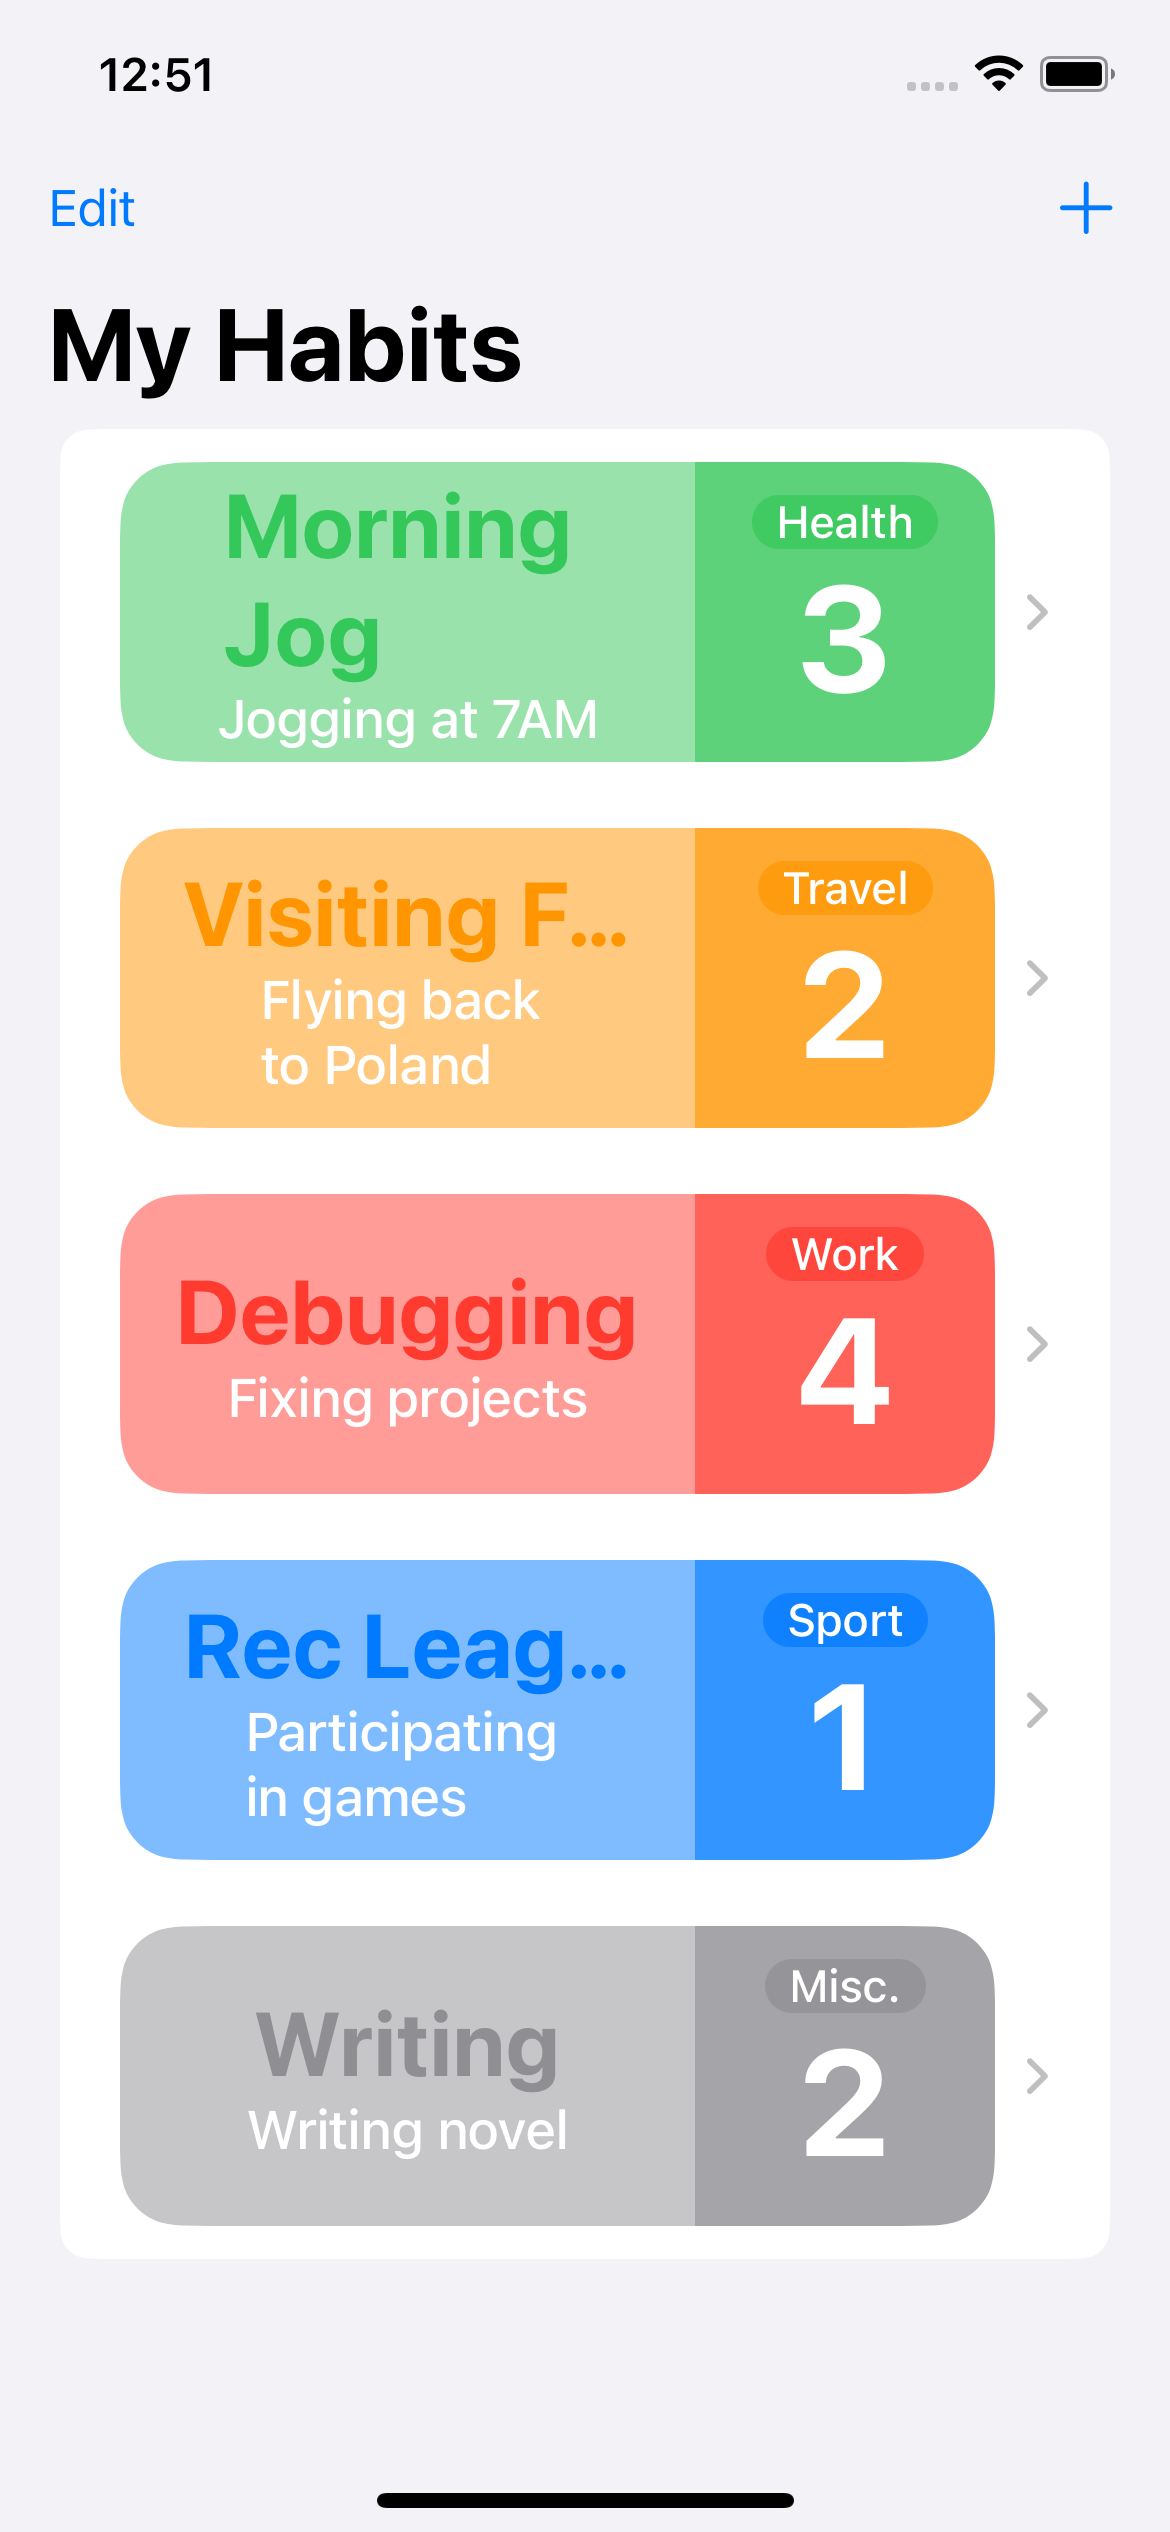 12:51
Edit
My Habits
Morning
Jog
Jogging at 7AM
Health
3
Visiting F...
Flying back
to Poland
Travel
2
Debugging
Fixing projects
Work
4
Rec Leag...
Participating
in games
Sport
1
Writing
Writing novel
Misc.
2